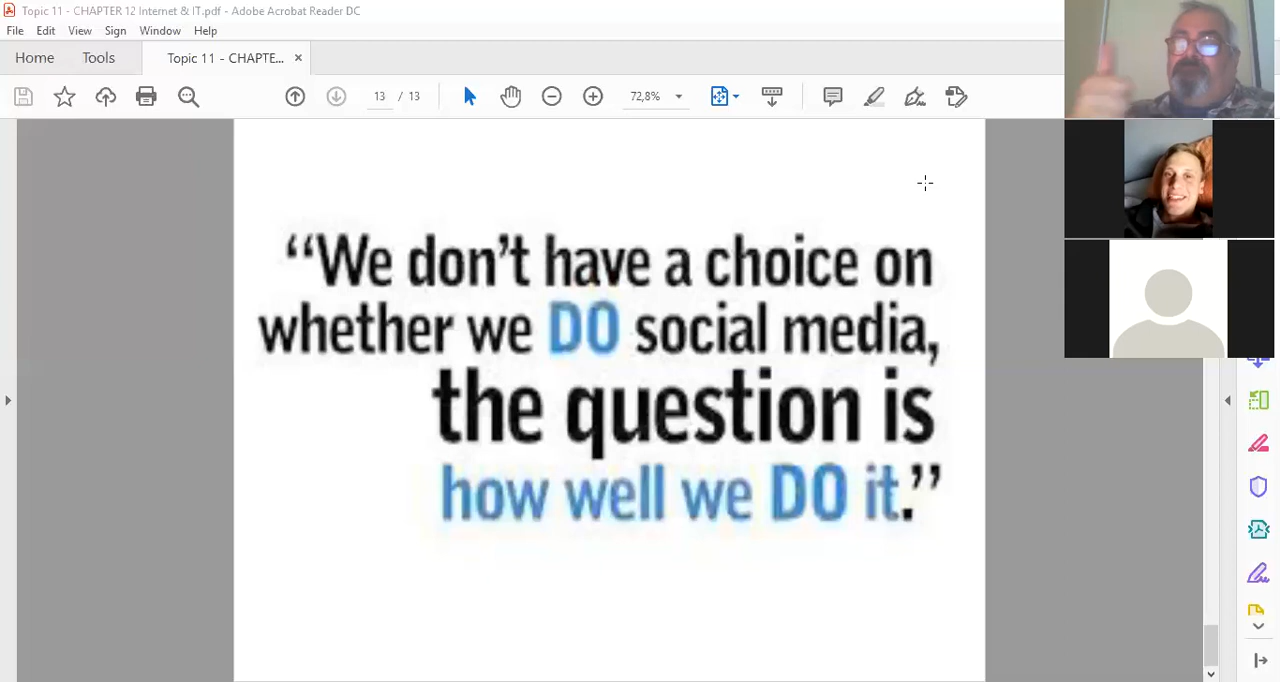 Topic 11 - CHAPTER 12 Internet & IT.pdf - Adobe Acrobat Reader DC
File Edit View Sign Window Help
Home Tools Topic 11 - CHAPTE... ×
13 / 13 72,8%
“We don’t have a choice on
whether we DO social media,
the question is
how well we DO it.”